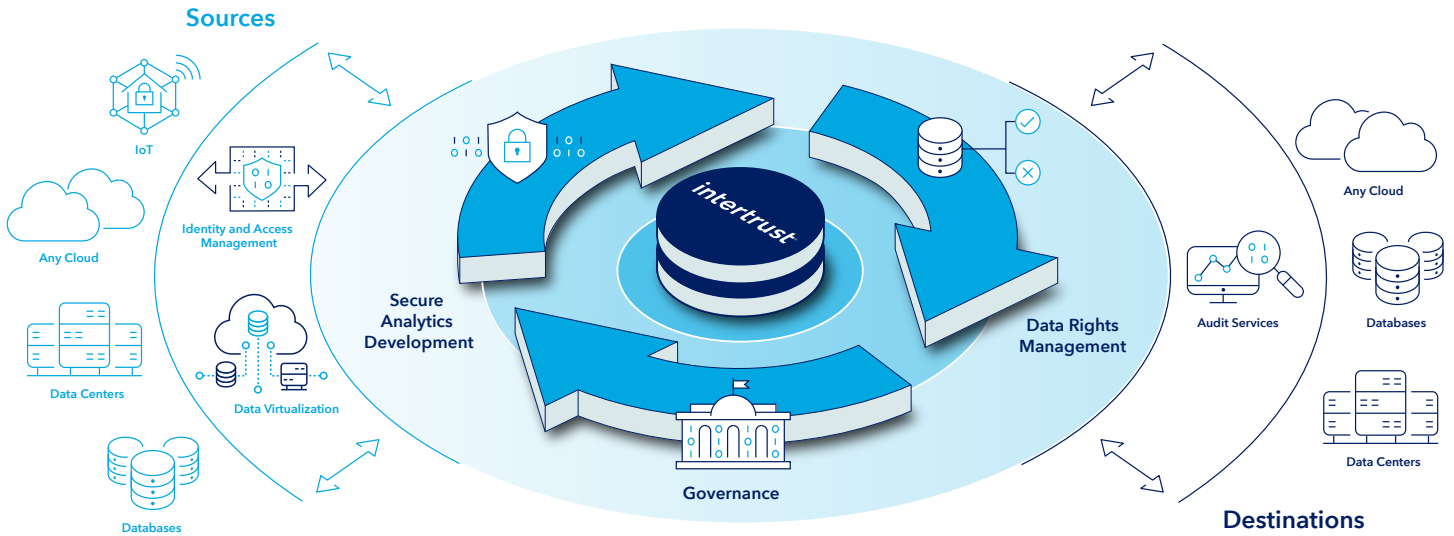 Sources
IoT
Any Cloud
Data Centers
Databases
Identity and Access
Management
Data Virtualization
Secure
Analytics
Development
intertrust
Governance
Data Rights
Management
Audit Services
Any Cloud
Databases
Data Centers
Destinations